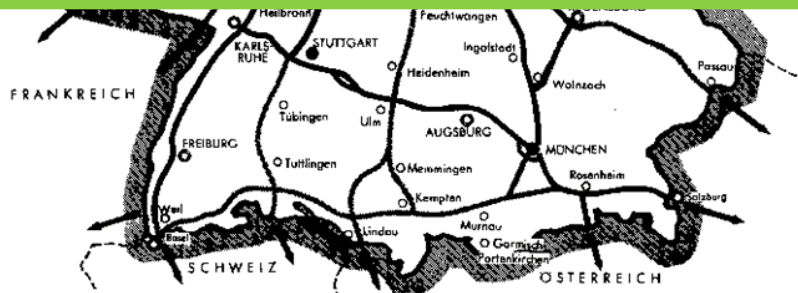 Heilbronn
Feuchtwangen
KARLS-
RUHE
STUTTGART
Ingolstadt
Passau
Heidenheim
Wolnzach
FRANKREICH
Tübingen
Ulm
AUGSBURG
FREIBURG
MÜNCHEN
Tuttlingen
Memmingen
Rosenheim
Kempten
Salzburg
Weil
Murnau
Basel
Lindau
Garmisch-
Partenkirchen
SCHWEIZ
ÖSTERREICH